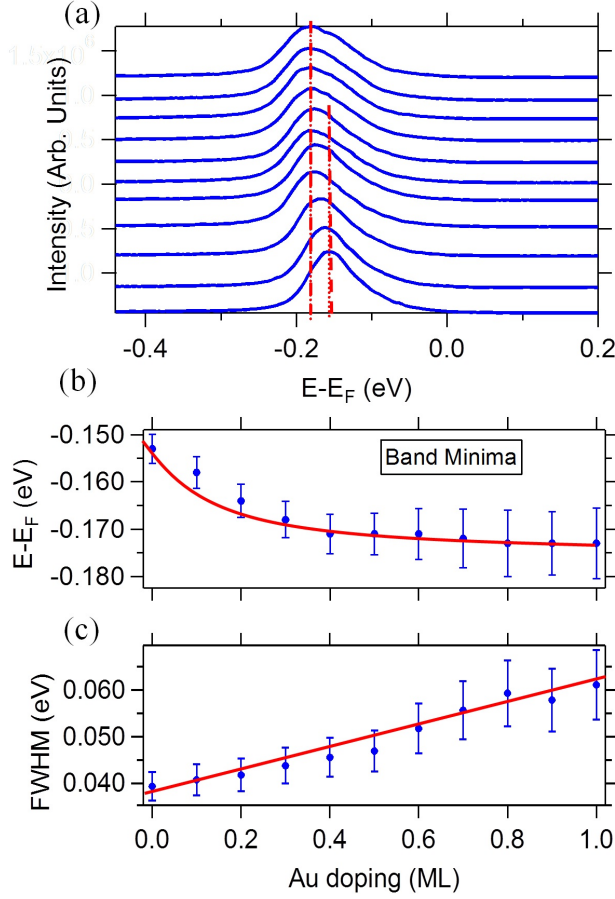 (a)
1.5x10⁶
Intensity (Arb. Units)
-0.4
-0.2
0.0
0.2
E-E_F (eV)
(b)
-0.150
-0.160
-0.170
-0.180
E-E_F (eV)
Band Minima
(c)
0.060
0.050
0.040
FWHM (eV)
0.0
0.2
0.4
0.6
0.8
1.0
Au doping (ML)